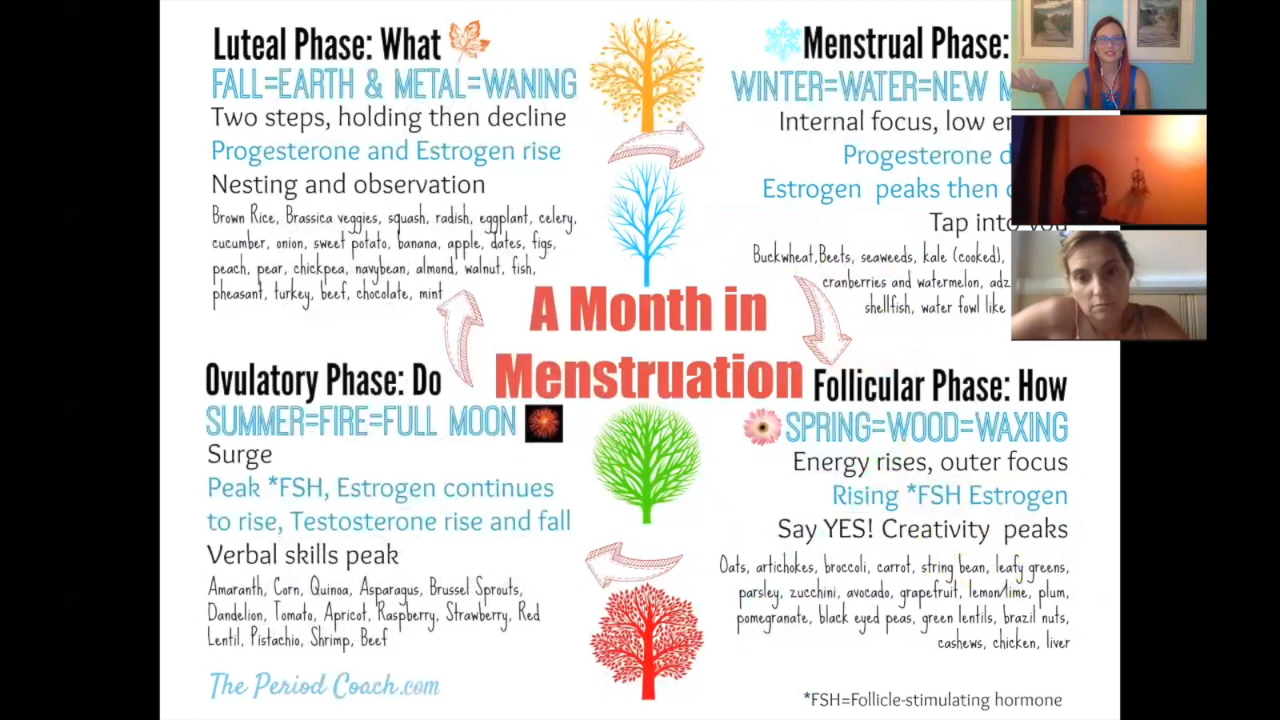 Luteal Phase: What
FALL=EARTH & METAL=WANING
Two steps, holding then decline
Progesterone and Estrogen rise
Nesting and observation
Brown Rice, Brassica veggies, squash, radish, eggplant, celery,
cucumber, onion, sweet potato, banana, apple, dates, figs,
peach, pear, chickpea, navybean, almond, walnut, fish,
pheasant, turkey, beef, chocolate, mint
Menstrual Phase:
WINTER=WATER=NEW
Internal focus, low
Progesterone
Estrogen peaks then
Tap into you
Buckwheat,Beets, seaweeds, kale (cooked),
cranberries and watermelon,
shellfish, water fowl like
A Month in
Menstruation
Ovulatory Phase: Do
SUMMER=FIRE=FULL MOON
Surge
Peak *FSH, Estrogen continues
to rise, Testosterone rise and fall
Verbal skills peak
Amaranth, Corn, Quinoa, Asparagus, Brussel Sprouts,
Dandelion, Tomato, Apricot, Raspberry, Strawberry, Red
Lentil, Pistachio, Shrimp, Beef
The Period Coach.com
Follicular Phase: How
SPRING=WOOD=WAXING
Energy rises, outer focus
Rising *FSH Estrogen
Say YES! Creativity peaks
Oats, artichokes, broccoli, carrot, string bean, leafy greens,
parsley, zucchini, avocado, grapefruit, lemon/lime, plum,
pomegranate, black eyed peas, green lentils, brazil nuts,
cashews, chicken, liver
*FSH=Follicle-stimulating hormone